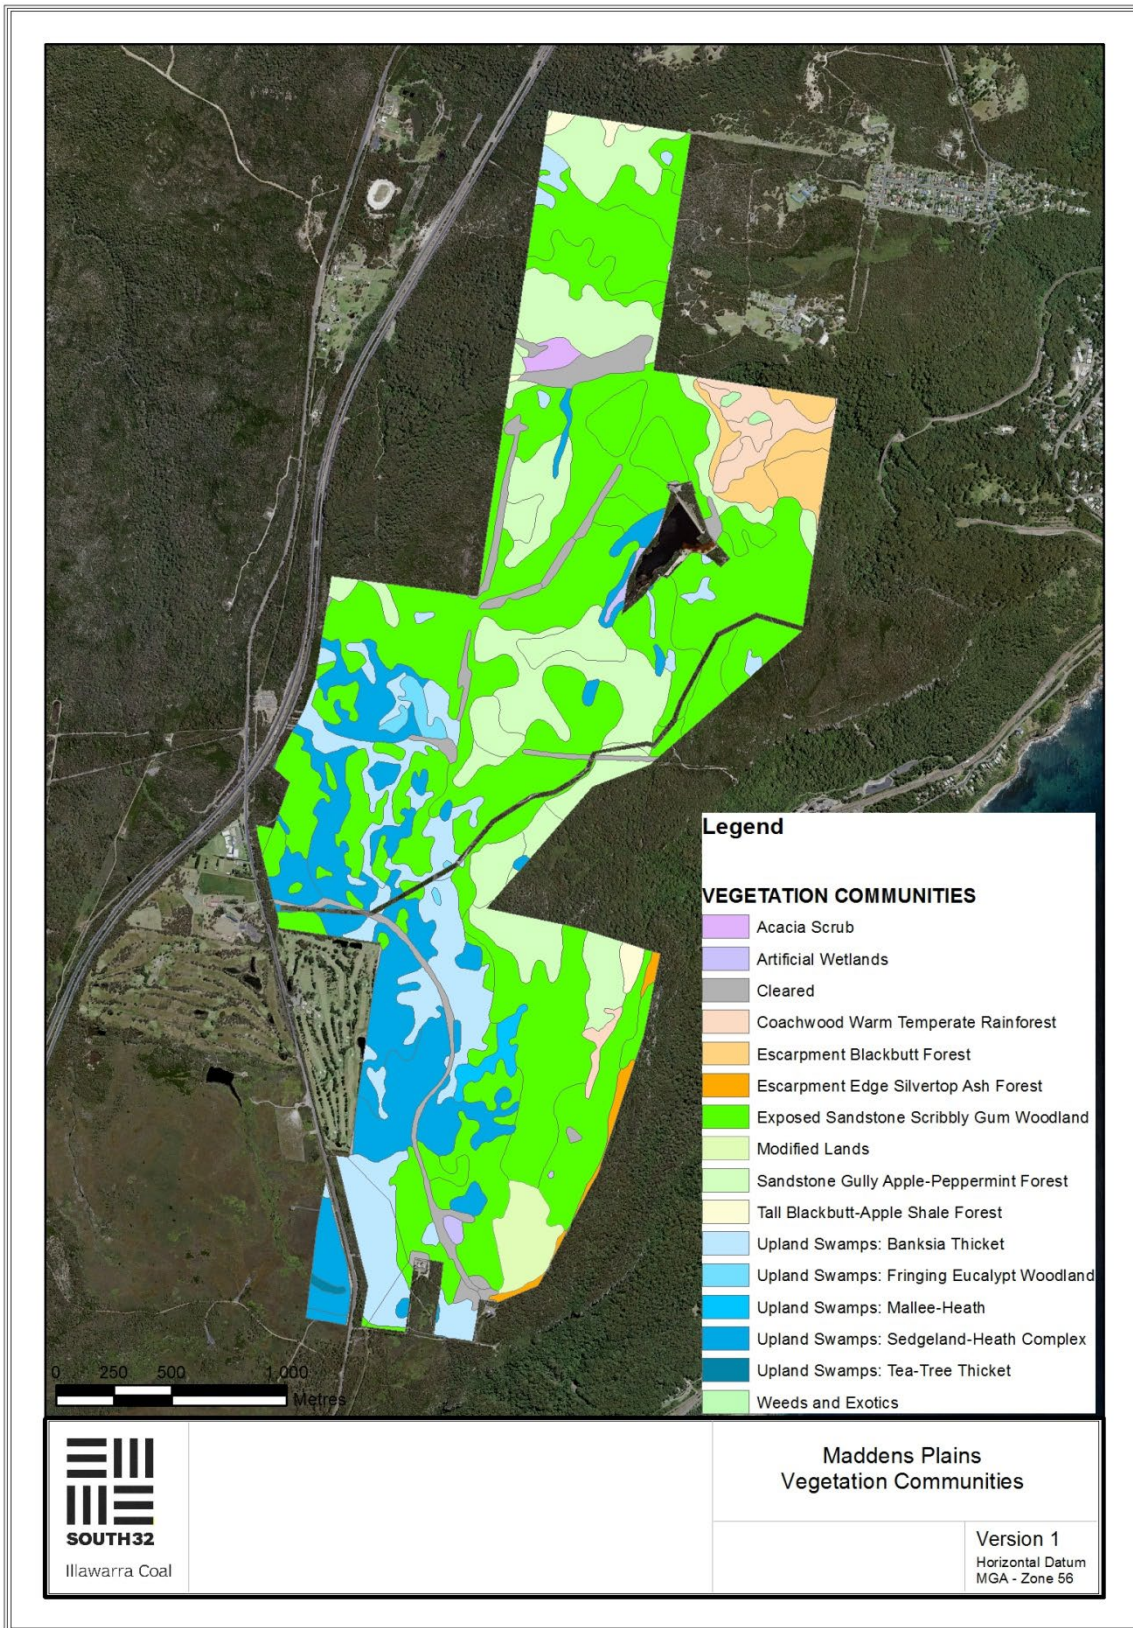 Legend
VEGETATION COMMUNITIES
Acacia Scrub
Artificial Wetlands
Cleared
Coachwood Warm Temperate Rainforest
Escarpment Blackbutt Forest
Escarpment Edge Silvertop Ash Forest
Exposed Sandstone Scribbly Gum Woodland
Modified Lands
Sandstone Gully Apple-Peppermint Forest
Tall Blackbutt-Apple Shale Forest
Upland Swamps: Banksia Thicket
Upland Swamps: Fringing Eucalypt Woodland
Upland Swamps: Mallee-Heath
Upland Swamps: Sedgeland-Heath Complex
Upland Swamps: Tea-Tree Thicket
Weeds and Exotics
0 250 500 1,000
Metres
SOUTH32
Illawarra Coal
Maddens Plains
Vegetation Communities
Version 1
Horizontal Datum
MGA - Zone 56